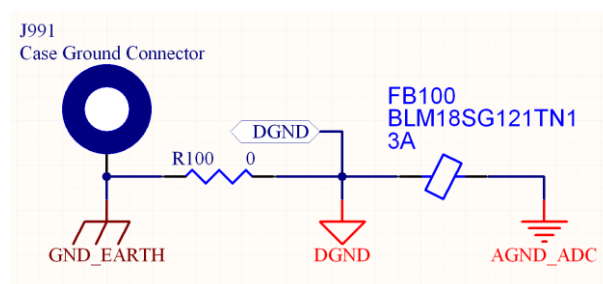 J991
Case Ground Connector
FB100
BLM18SG121TN1
3A
DGND
R100 0
GND_EARTH
DGND
AGND_ADC